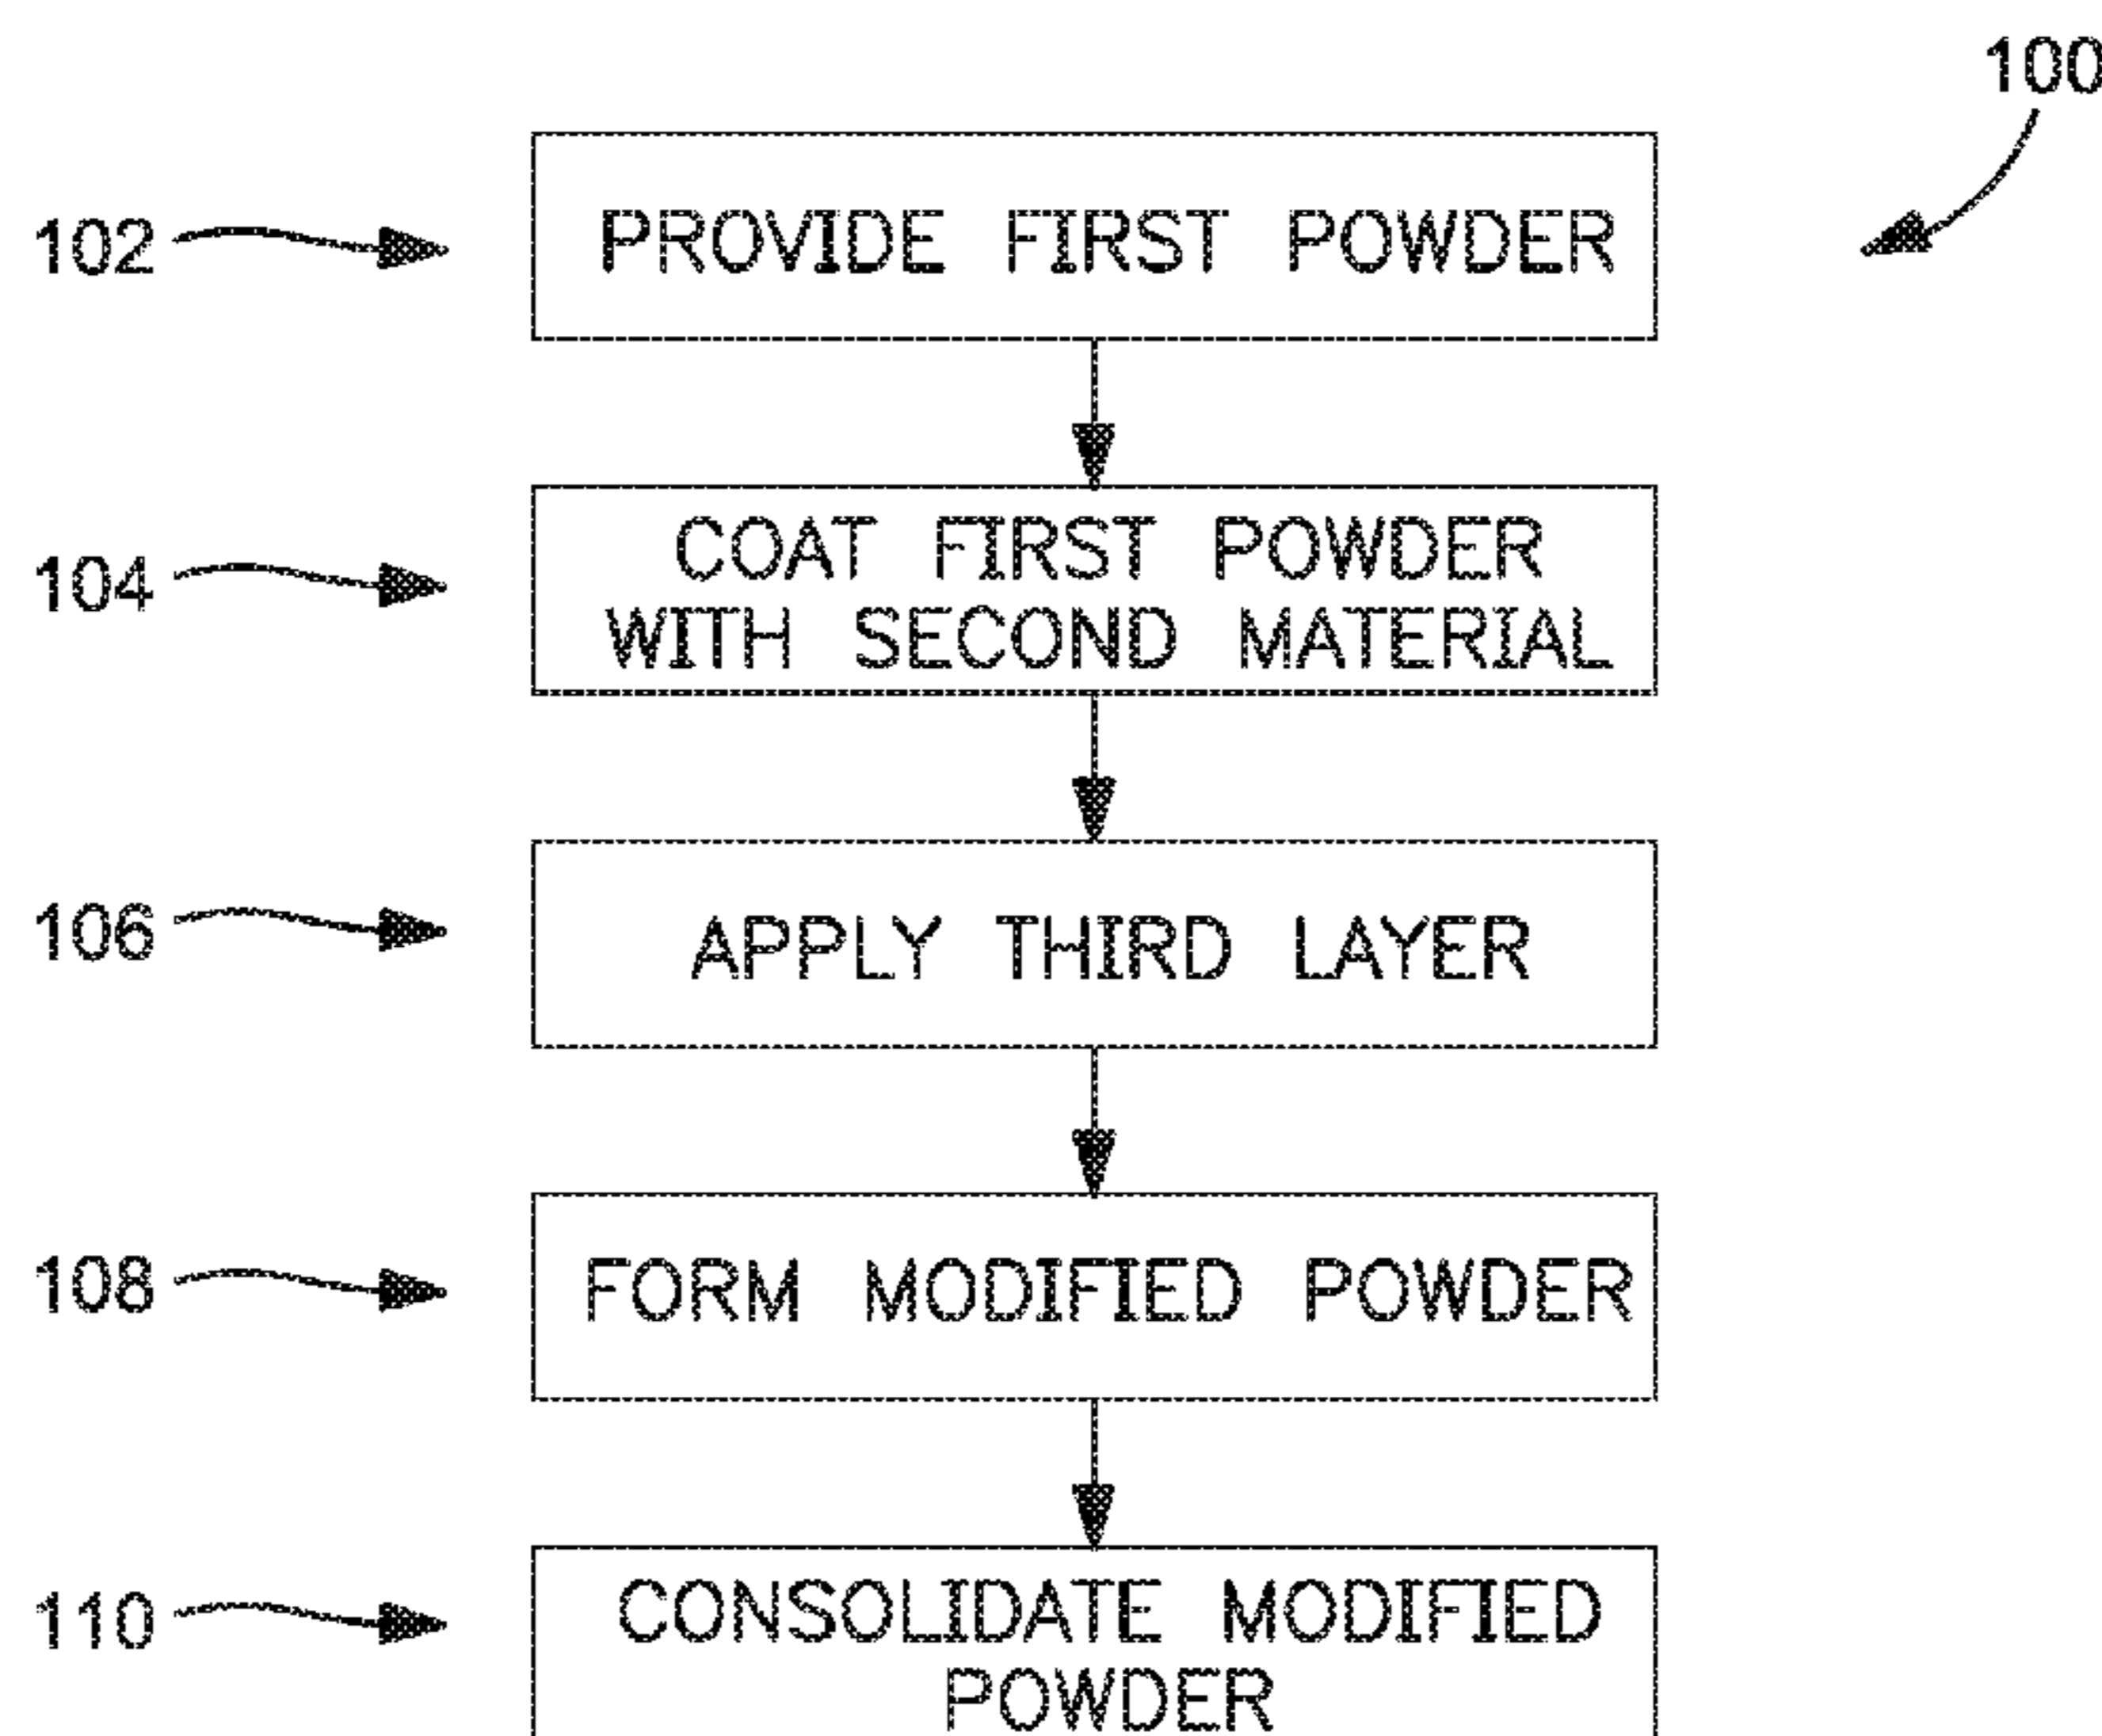 100
102
PROVIDE FIRST POWDER
104
COAT FIRST POWDER
WITH SECOND MATERIAL
106
APPLY THIRD LAYER
108
FORM MODIFIED POWDER
110
CONSOLIDATE MODIFIED
POWDER